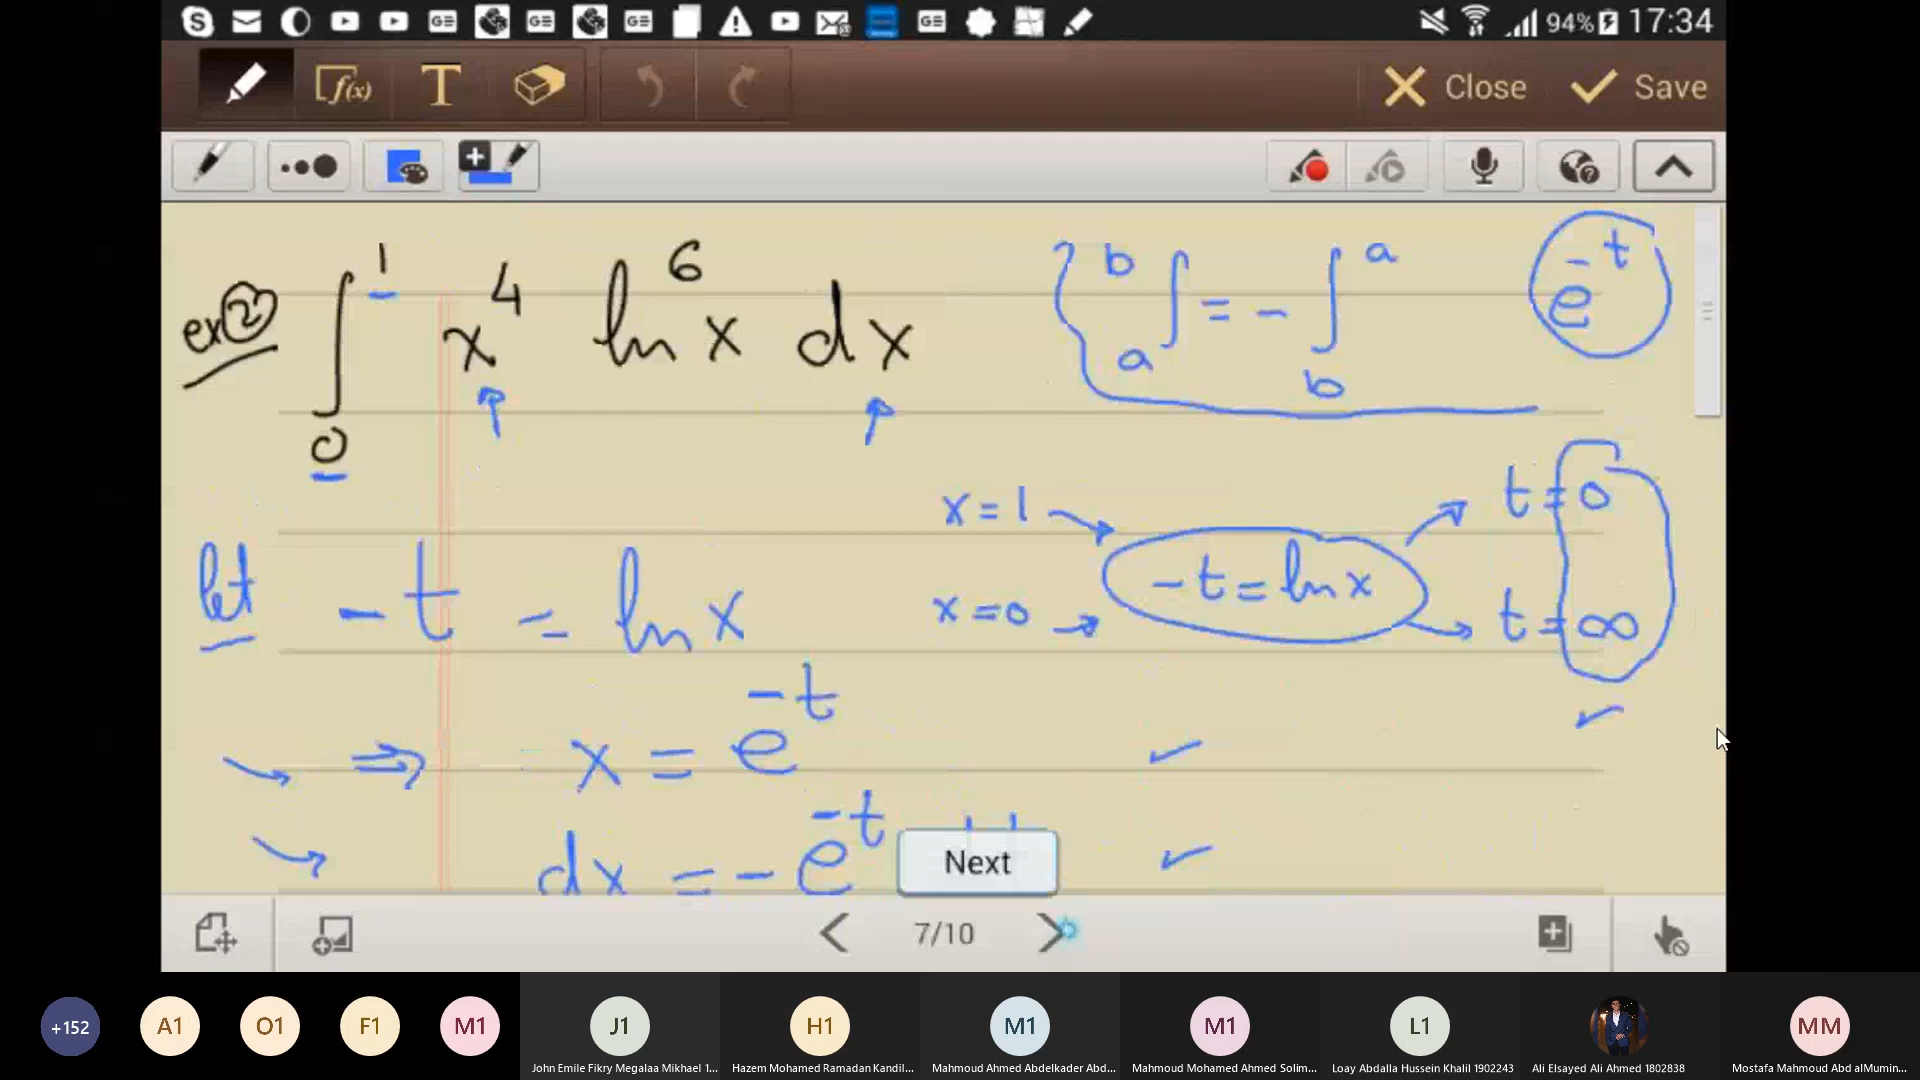 94% 17:34
f(x) T Close Save
ex② ∫₀¹ x⁴ ln⁶ x dx
∫ₐᵇ = - ∫_bᵃ
e^-t
x = 1 t = 0
let -t = ln x
-t = ln x
x = 0 t = ∞
⇒ x = e^-t
dx = - e^-t
Next
7/10
+152 A1 O1 F1 M1 J1 H1 M1 M1 L1 MM
John Emile Fikry Megalaa Mikhael 1...
Hazem Mohamed Ramadan Kandil...
Mahmoud Ahmed Abdelkader Abd...
Mahmoud Mohamed Ahmed Solim...
Loay Abdalla Hussein Khalil 1902243
Ali Elsayed Ali Ahmed 1802838
Mostafa Mahmoud Abd alMumin...